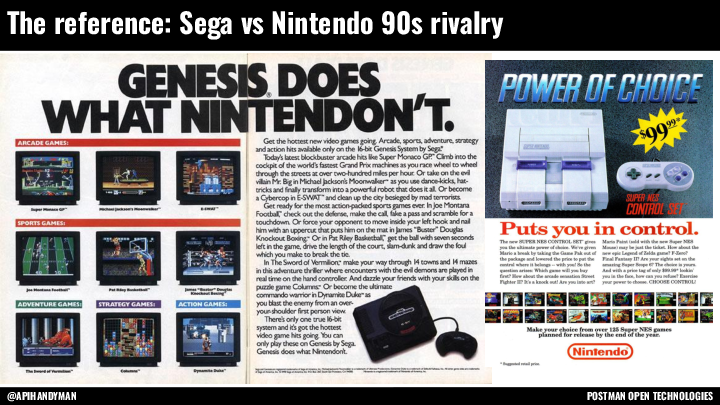 The reference: Sega vs Nintendo 90s rivalry
GENESIS DOES
WHAT NINTENDON'T.
ARCADE GAMES:
Super Monaco GP™
Michael Jackson's Moonwalker™
E-SWAT™
SPORTS GAMES:
Joe Montana Football™
Pat Riley Basketball™
James "Buster" Douglas
Knockout Boxing™
ADVENTURE GAMES:
STRATEGY GAMES:
ACTION GAMES:
The Sword of Vermilion™
Columns™
Dynamite Duke™
Get the hottest new video games going. Arcade, sports, adventure, strategy
and action hits available only on the 16-bit Genesis System by Sega.®
Today's latest blockbuster arcade hits like Super Monaco GP.™ Climb into the
cockpit of the world's fastest Grand Prix machines as you race wheel to wheel
through the streets at over two-hundred miles per hour. Or take on the evil
villain Mr. Big in Michael Jackson's Moonwalker™ as you use dance-kicks, hat-
tricks and finally transform into a powerful robot that does it all. Or become
a Cybercop in E-SWAT™ and clean up the city besieged by mad terrorists.
Get ready for the most action-packed sports games ever. In Joe Montana
Football,™ check out the defense, make the call, fake a pass and scramble for a
touchdown. Or force your opponent to move inside your left hook and nail
him with an uppercut that puts him on the mat in James "Buster" Douglas
Knockout Boxing.™ Or in Pat Riley Basketball,™ get the ball with seven seconds
left in the game, drive the length of the court, slam-dunk and draw the foul
which you make to break the tie.
In The Sword of Vermilion,™ make your way through 14 towns and 14 mazes
in this adventure thriller where encounters with the evil demons are played in
real time on the hand controller. And dazzle your friends with your skills on the
puzzle game Columns.™ Or become the ultimate
commando warrior in Dynamite Duke™ as
you blast the enemy from an over-
your-shoulder first person view.
There's only one true 16-bit
system and it's got the hottest
video game hits going. You can
only play these on Genesis by Sega.
Genesis does what Nintendon't.
POWER OF CHOICE
$99.99*
SUPER NES
CONTROL SET
Puts you in control.
The new SUPER NES CONTROL SET gives
you the ultimate power of choice. We've given
Mario a break by taking the Game Pak out of
the package and lowered the price to put the
control where it belongs – with you! So the
question arises: Which game will you buy
first? How about the arcade sensation Street
Fighter II? It's a knock out! Are you into art?
Mario Paint (sold with the new Super NES
Mouse) may be just the ticket. How about the
new epic Legend of Zelda game? F-Zero?
Final Fantasy II? Are your sights set on the
amazing Super Scope 6? The choice is yours.
And with a price tag of only $99.99* lookin'
you in the face, how can you refuse? Exercise
your power to choose. CHOOSE CONTROL!
Make your choice from over 125 Super NES games
planned for release by the end of the year.
Nintendo
* Suggested retail price.
@APIHANDYMAN
POSTMAN OPEN TECHNOLOGIES